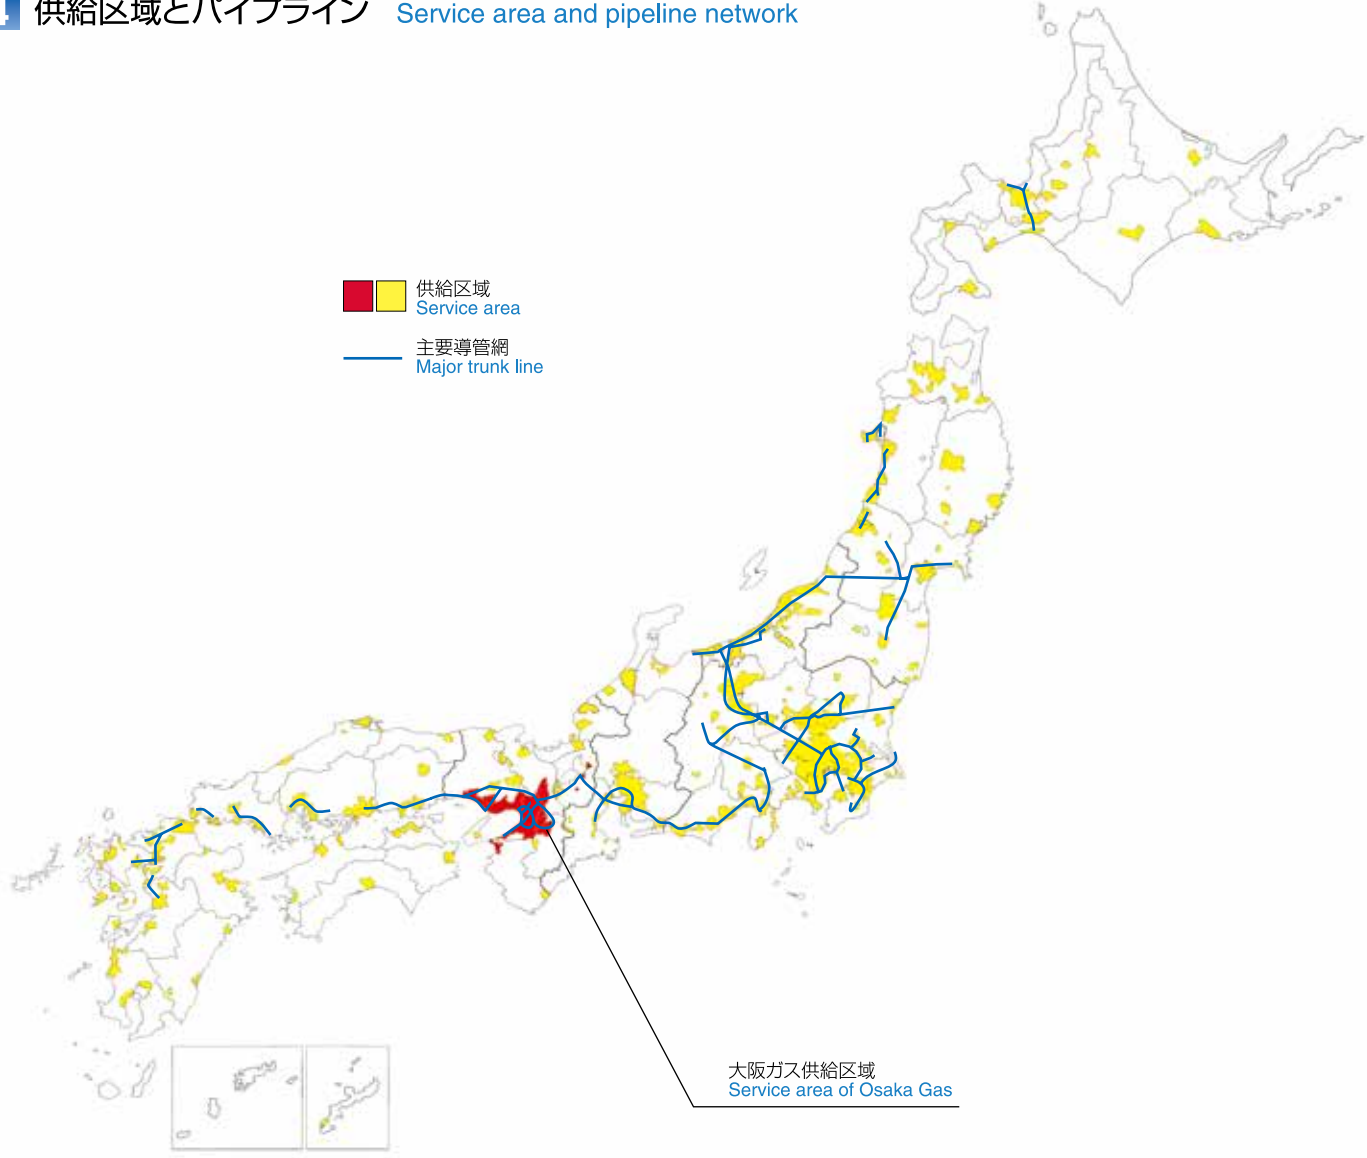 4 供給区域とパイプライン Service area and pipeline network
供給区域
Service area
主要導管網
Major trunk line
大阪ガス供給区域
Service area of Osaka Gas